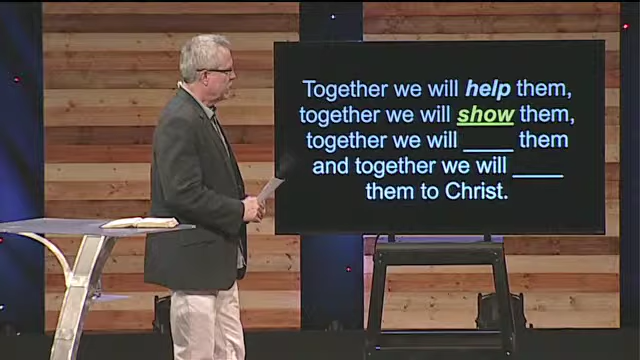 Together we will help them,
together we will show them,
together we will ____ them
and together we will ____
them to Christ.